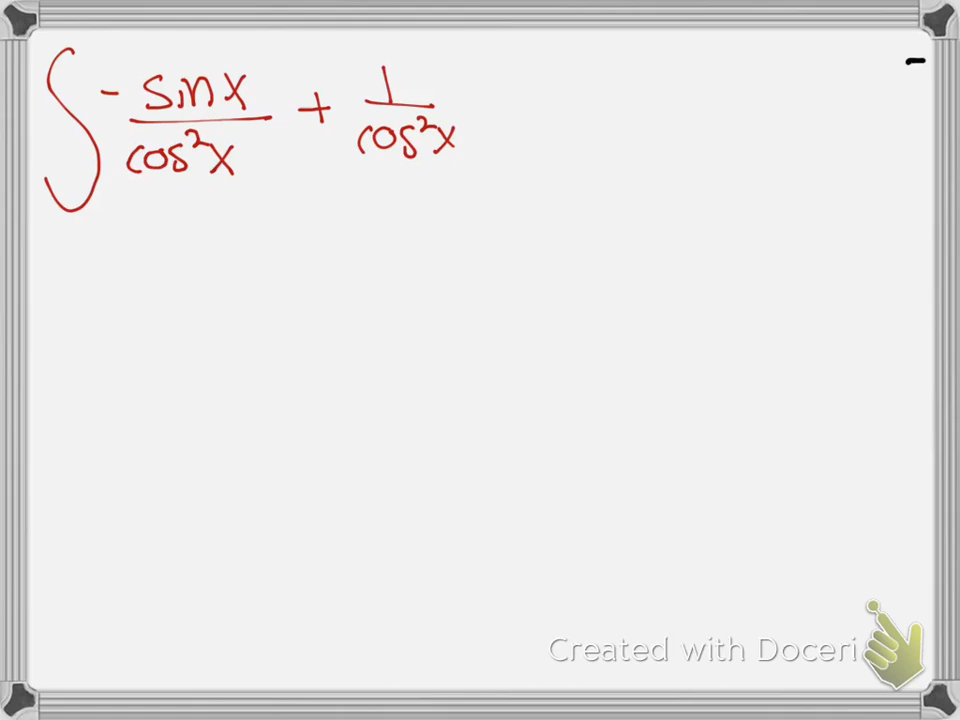 ∫ - sinx/cos²x + 1/cos²x
-
Created with Doceri